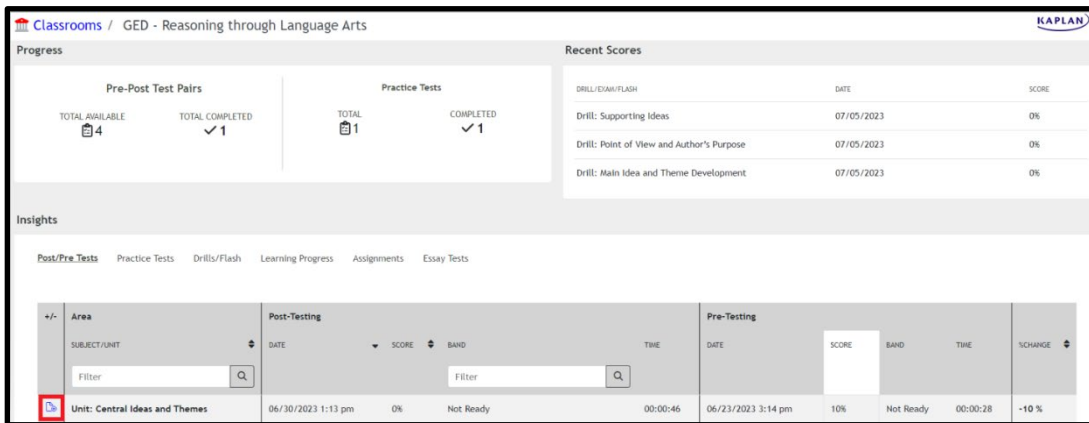 Classrooms / GED - Reasoning through Language Arts
KAPLAN
Progress
Recent Scores
Pre-Post Test Pairs
Practice Tests
TOTAL AVAILABLE
4
TOTAL COMPLETED
1
TOTAL
1
COMPLETED
1
DRILL/EXAM/FLASH DATE SCORE
Drill: Supporting Ideas 07/05/2023 0%
Drill: Point of View and Author's Purpose 07/05/2023 0%
Drill: Main Idea and Theme Development 07/05/2023 0%
Insights
Post/Pre Tests Practice Tests Drills/Flash Learning Progress Assignments Essay Tests
+/- Area Post-Testing Pre-Testing
SUBJECT/UNIT DATE SCORE BAND TIME DATE SCORE BAND TIME %CHANGE
Filter Filter
Unit: Central Ideas and Themes 06/30/2023 1:13 pm 0% Not Ready 00:00:46 06/23/2023 3:14 pm 10% Not Ready 00:00:28 -10 %